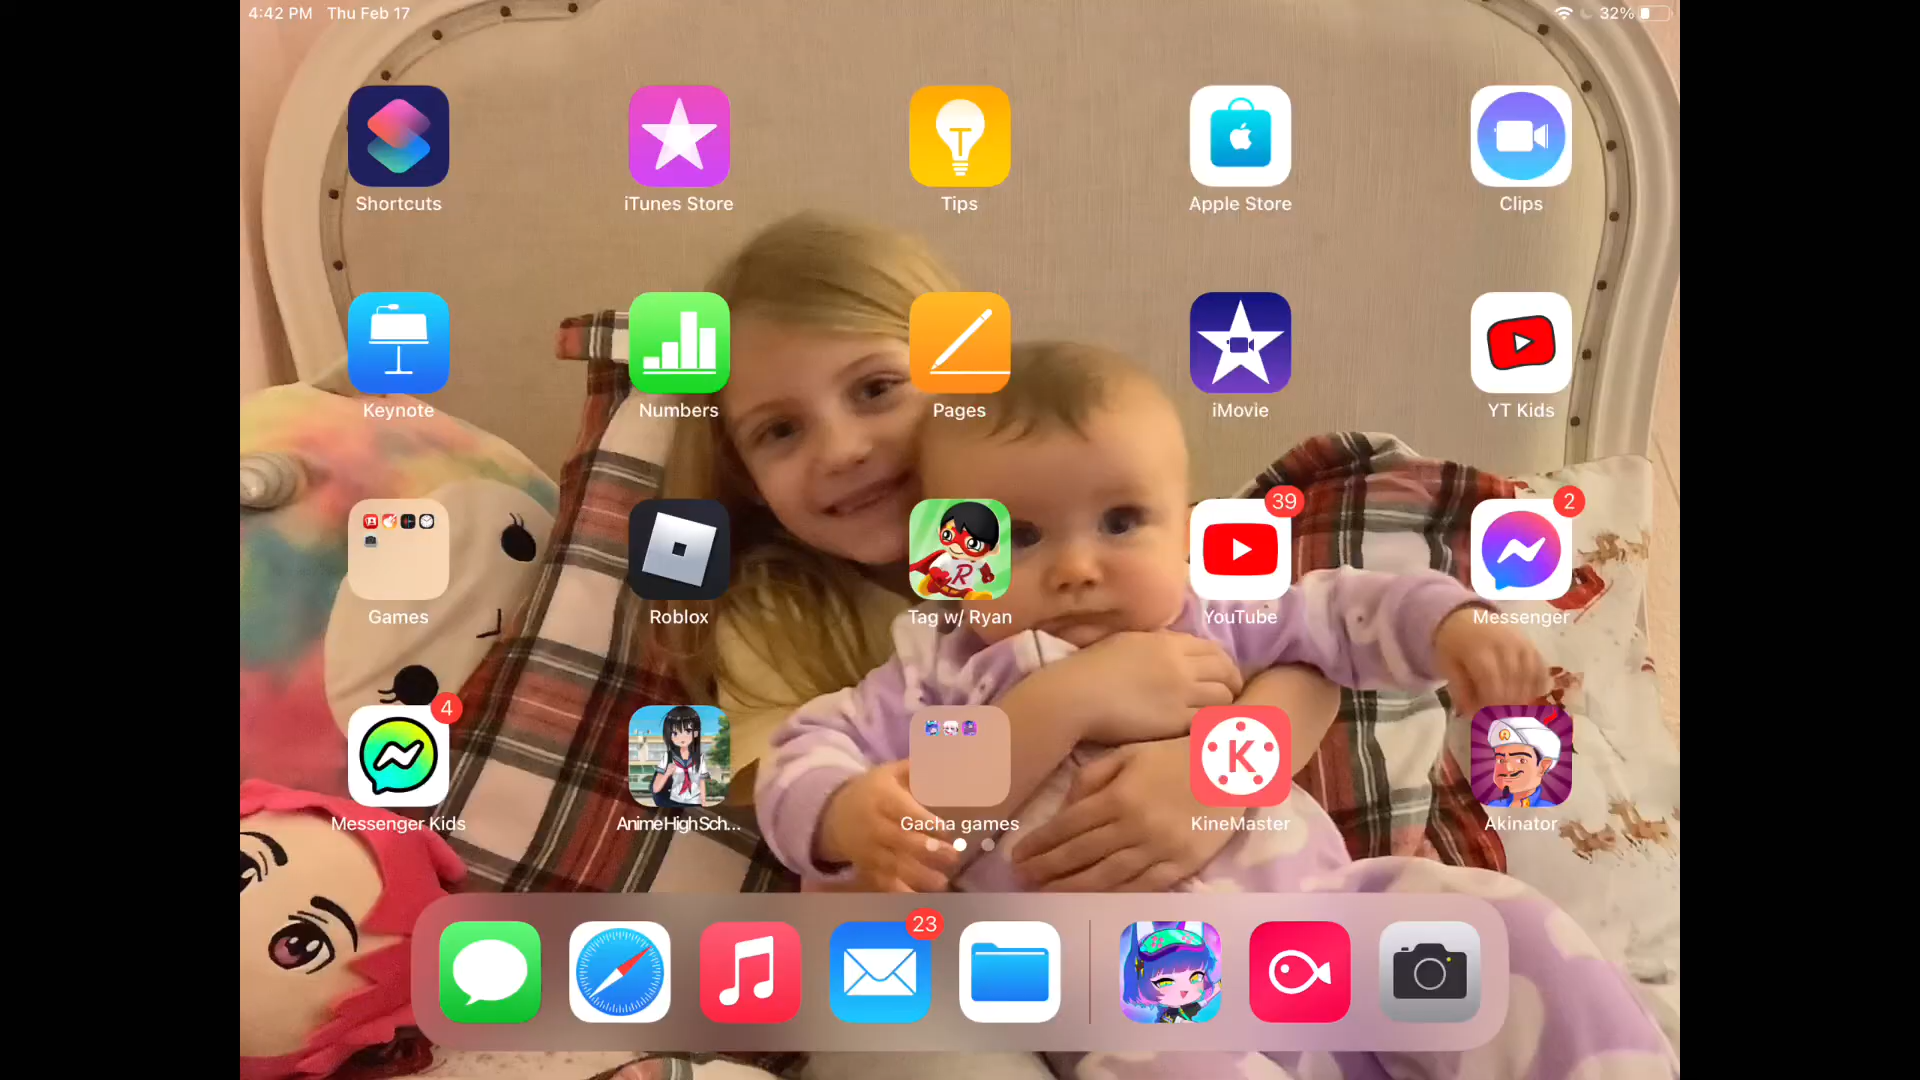 4:42 PM Thu Feb 17
32%
Shortcuts
iTunes Store
Tips
Apple Store
Clips
Keynote
Numbers
Pages
iMovie
YT Kids
39
2
Games
Roblox
Tag w/ Ryan
YouTube
Messenger
4
Messenger Kids
AnimeHighSch...
Gacha games
KineMaster
Akinator
23